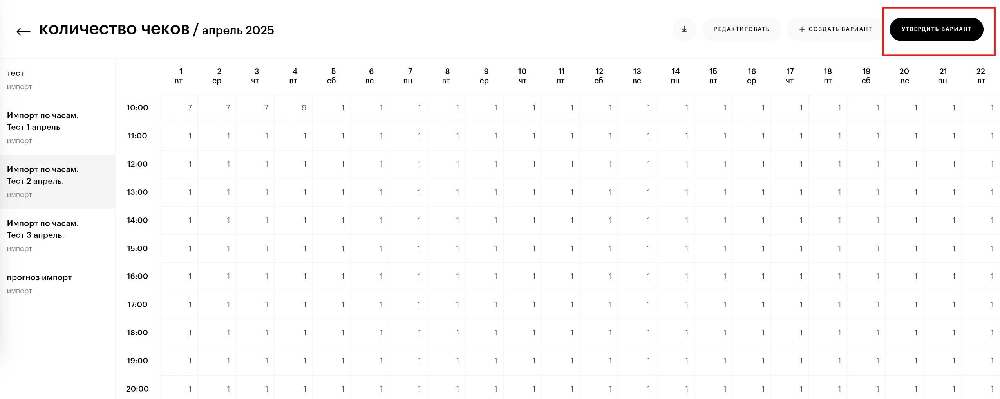 количество чеков / апрель 2025
РЕДАКТИРОВАТЬ
+ СОЗДАТЬ ВАРИАНТ
УТВЕРДИТЬ ВАРИАНТ
тест
импорт
Импорт по часам.
Тест 1 апрель
импорт
Импорт по часам.
Тест 2 апрель.
импорт
Импорт по часам.
Тест 3 апрель.
импорт
прогноз импорт
импорт
1 2 3 4 5 6 7 8 9 10 11 12 13 14 15 16 17 18 19 20 21 22
вт ср чт пт сб вс пн вт ср чт пт сб вс пн вт ср чт пт сб вс пн вт
10:00 7 7 7 9 1 1 1 1 1 1 1 1 1 1 1 1 1 1 1 1 1 1
11:00 1 1 1 1 1 1 1 1 1 1 1 1 1 1 1 1 1 1 1 1 1 1
12:00 1 1 1 1 1 1 1 1 1 1 1 1 1 1 1 1 1 1 1 1 1 1
13:00 1 1 1 1 1 1 1 1 1 1 1 1 1 1 1 1 1 1 1 1 1 1
14:00 1 1 1 1 1 1 1 1 1 1 1 1 1 1 1 1 1 1 1 1 1 1
15:00 1 1 1 1 1 1 1 1 1 1 1 1 1 1 1 1 1 1 1 1 1 1
16:00 1 1 1 1 1 1 1 1 1 1 1 1 1 1 1 1 1 1 1 1 1 1
17:00 1 1 1 1 1 1 1 1 1 1 1 1 1 1 1 1 1 1 1 1 1 1
18:00 1 1 1 1 1 1 1 1 1 1 1 1 1 1 1 1 1 1 1 1 1 1
19:00 1 1 1 1 1 1 1 1 1 1 1 1 1 1 1 1 1 1 1 1 1 1
20:00 1 1 1 1 1 1 1 1 1 1 1 1 1 1 1 1 1 1 1 1 1 1